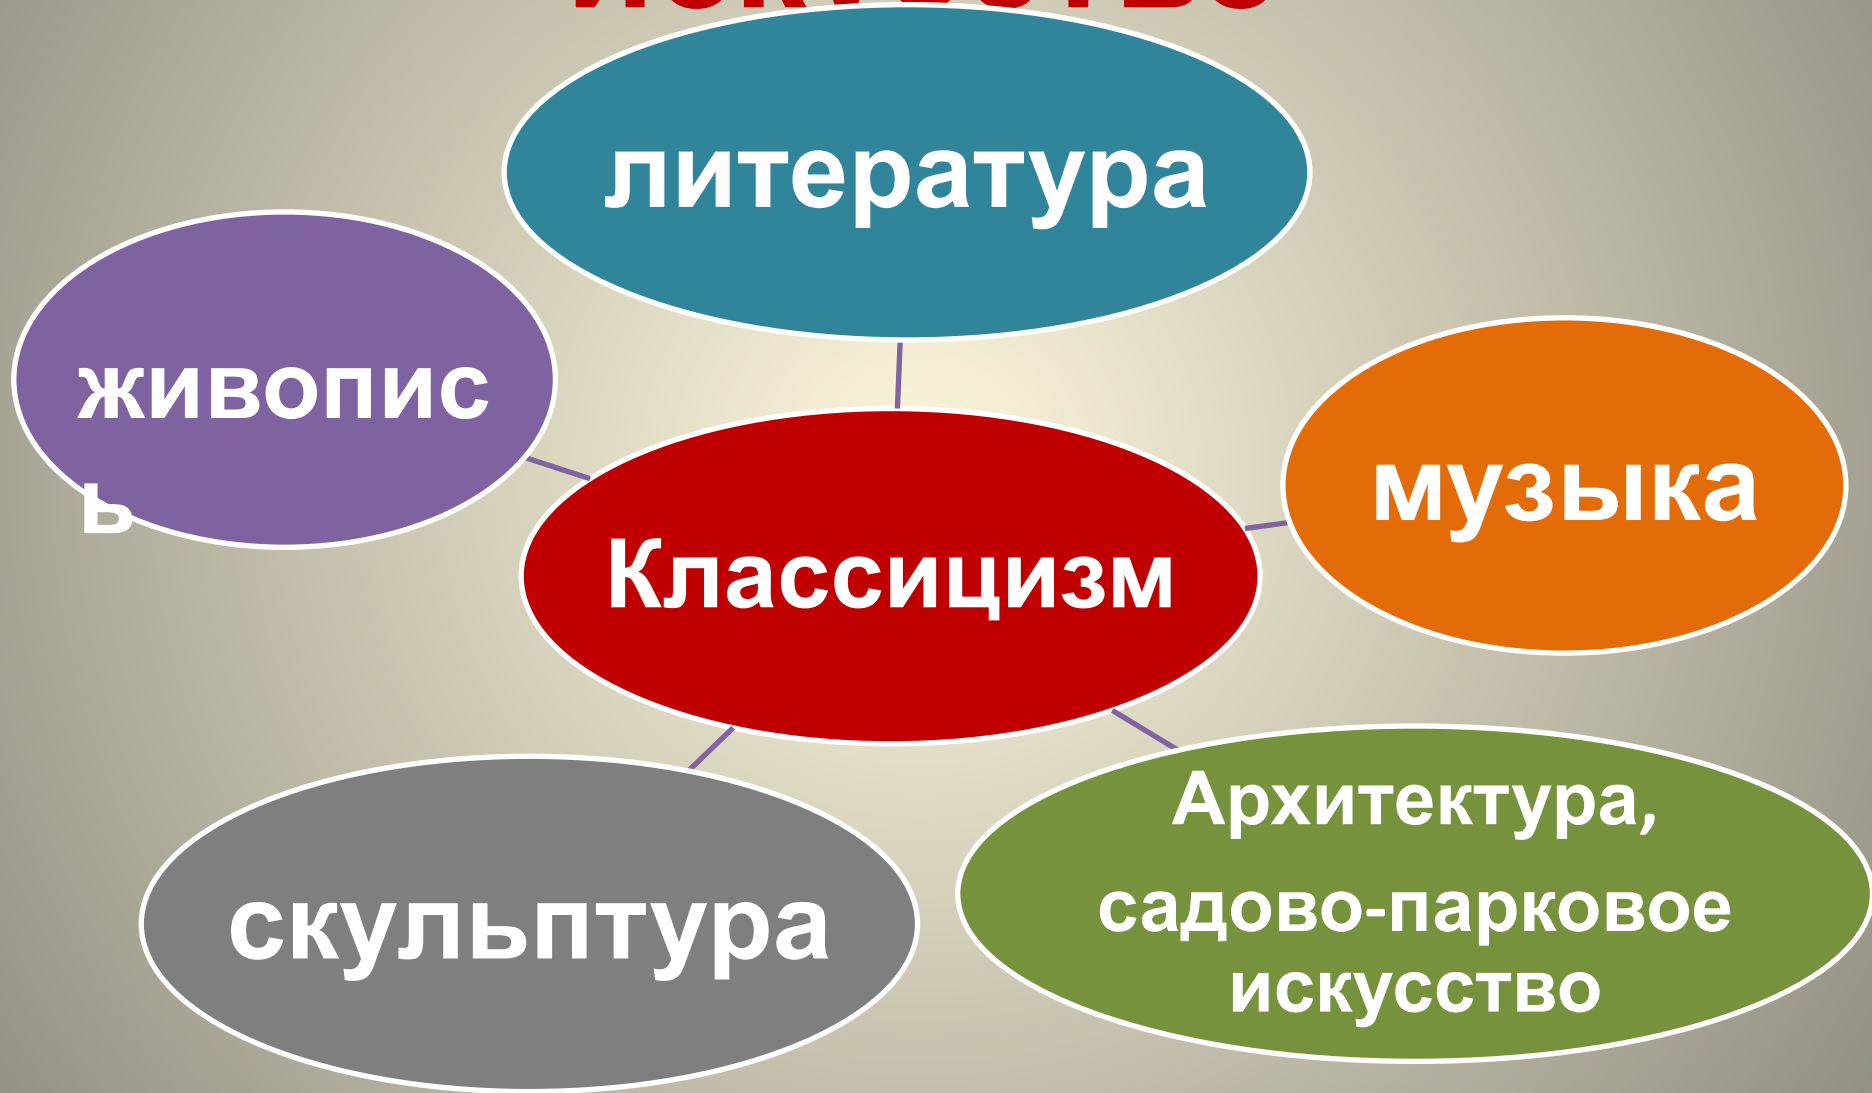 литература
живопис
ь
музыка
Классицизм
Архитектура,
садово-парковое
искусство
скульптура